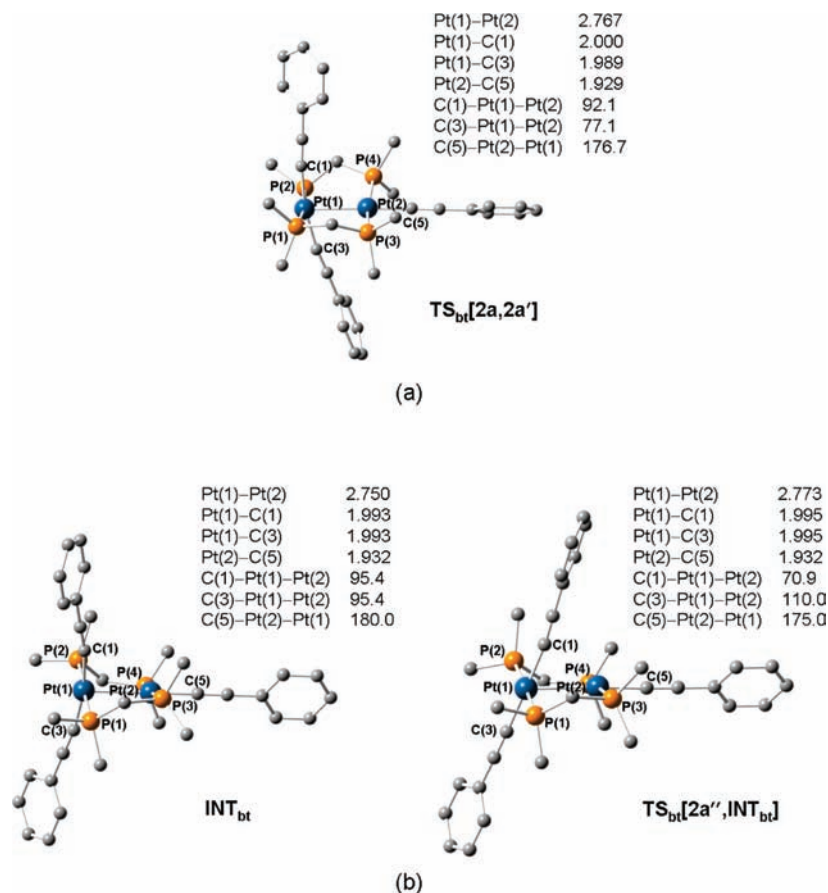 Pt(1)–Pt(2) 2.767
Pt(1)–C(1) 2.000
Pt(1)–C(3) 1.989
Pt(2)–C(5) 1.929
C(1)–Pt(1)–Pt(2) 92.1
C(3)–Pt(1)–Pt(2) 77.1
C(5)–Pt(2)–Pt(1) 176.7
C(1)
P(4)
P(2)
Pt(1)
Pt(2)
C(5)
P(1)
P(3)
C(3)
TSbt[2a,2a′]
(a)
Pt(1)–Pt(2) 2.750
Pt(1)–C(1) 1.993
Pt(1)–C(3) 1.993
Pt(2)–C(5) 1.932
C(1)–Pt(1)–Pt(2) 95.4
C(3)–Pt(1)–Pt(2) 95.4
C(5)–Pt(2)–Pt(1) 180.0
C(1)
P(2)
P(4)
C(5)
Pt(1)
Pt(2)
P(3)
P(1)
C(3)
INTbt
Pt(1)–Pt(2) 2.773
Pt(1)–C(1) 1.995
Pt(1)–C(3) 1.995
Pt(2)–C(5) 1.932
C(1)–Pt(1)–Pt(2) 70.9
C(3)–Pt(1)–Pt(2) 110.0
C(5)–Pt(2)–Pt(1) 175.0
C(1)
P(2)
P(4)
C(5)
Pt(1)
Pt(2)
P(3)
P(1)
C(3)
TSbt[2a′′,INTbt]
(b)